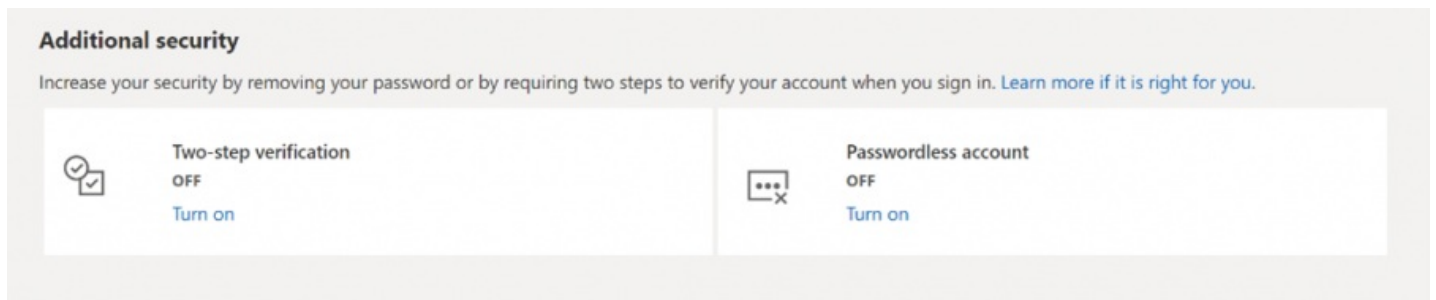 Additional security
Increase your security by removing your password or by requiring two steps to verify your account when you sign in. Learn more if it is right for you.
Two-step verification
OFF
Turn on
Passwordless account
OFF
Turn on